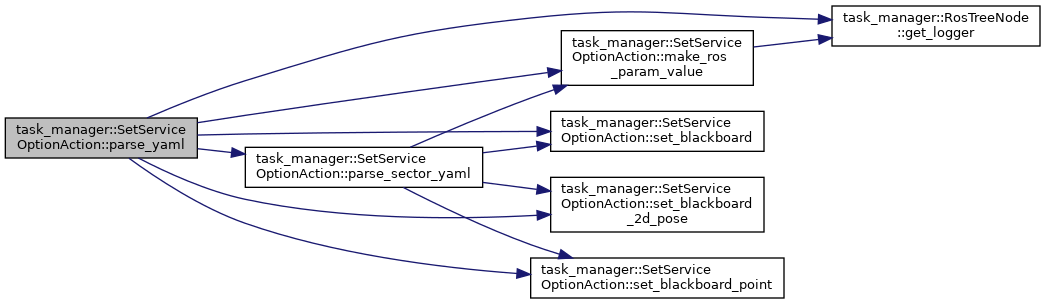 task_manager::SetService
OptionAction::parse_yaml
task_manager::SetService
OptionAction::parse_sector_yaml
task_manager::RosTreeNode
::get_logger
task_manager::SetService
OptionAction::make_ros
_param_value
task_manager::SetService
OptionAction::set_blackboard
task_manager::SetService
OptionAction::set_blackboard
_2d_pose
task_manager::SetService
OptionAction::set_blackboard_point